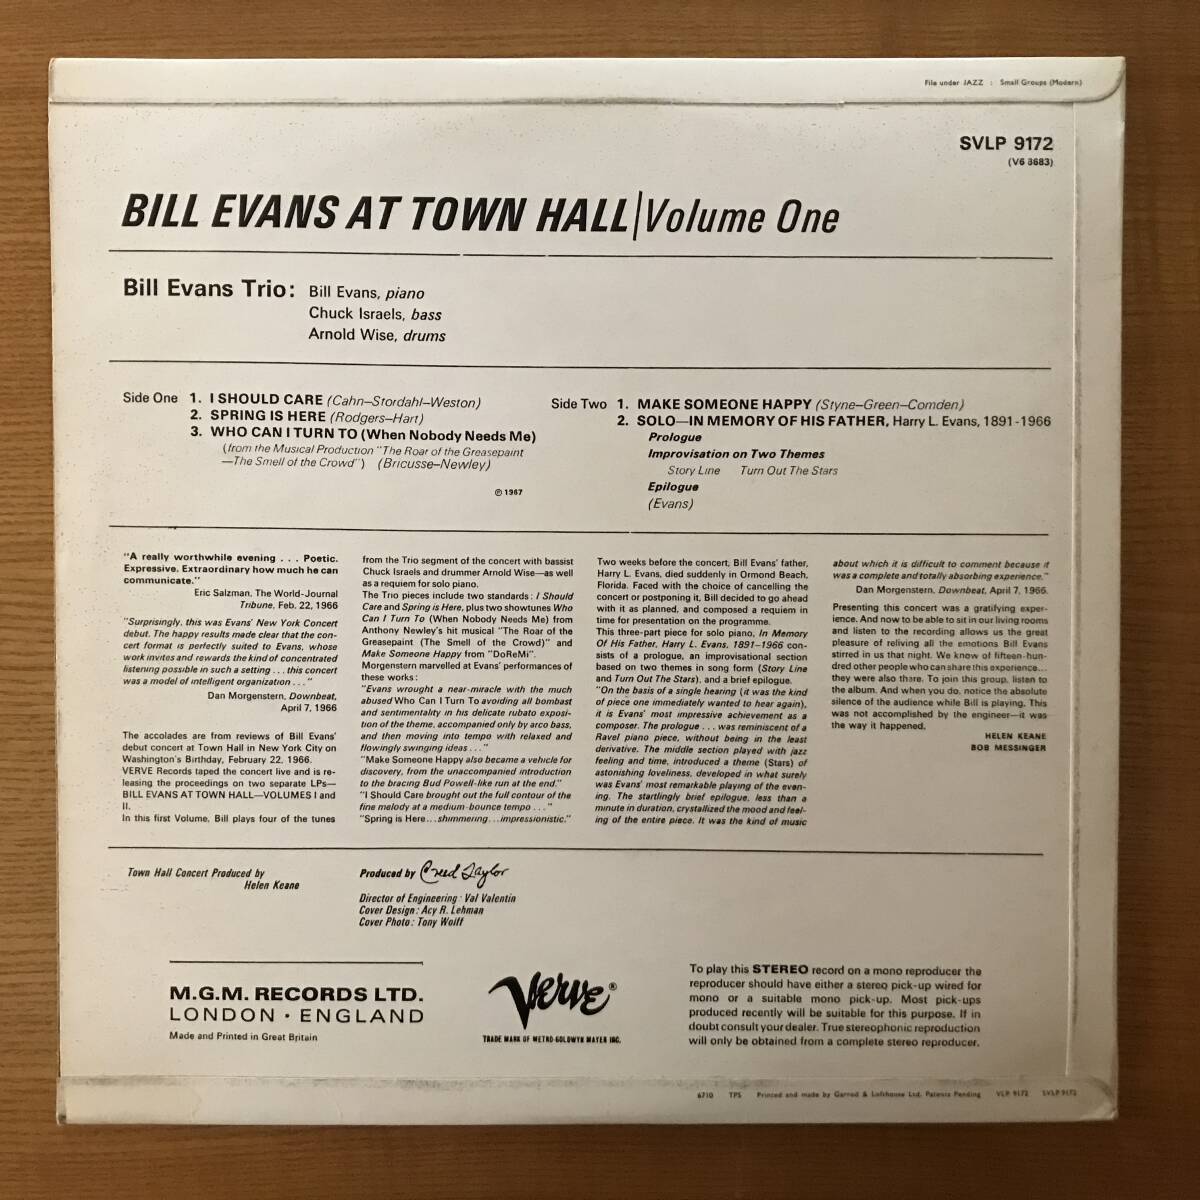 File under JAZZ : Small Groups (Modern)
SVLP 9172
(V6 8683)
BILL EVANS AT TOWN HALL|Volume One
Bill Evans Trio: Bill Evans, piano
Chuck Israels, bass
Arnold Wise, drums
Side One 1. I SHOULD CARE (Cahn–Stordahl–Weston)
2. SPRING IS HERE (Rodgers–Hart)
3. WHO CAN I TURN TO (When Nobody Needs Me)
(from the Musical Production "The Roar of the Greasepaint
—The Smell of the Crowd") (Bricusse–Newley)
℗ 1967
Side Two 1. MAKE SOMEONE HAPPY (Styne–Green–Comden)
2. SOLO—IN MEMORY OF HIS FATHER, Harry L. Evans, 1891-1966
Prologue
Improvisation on Two Themes
Story Line Turn Out The Stars
Epilogue
(Evans)
"A really worthwhile evening . . . Poetic.
Expressive. Extraordinary how much he can
communicate."
Eric Salzman, The World-Journal
Tribune, Feb. 22, 1966
"Surprisingly, this was Evans' New York Concert
debut. The happy results made clear that the con-
cert format is perfectly suited to Evans, whose
work invites and rewards the kind of concentrated
listening possible in such a setting . . . this concert
was a model of intelligent organization . . ."
Dan Morgenstern, Downbeat,
April 7, 1966
The accolades are from reviews of Bill Evans'
debut concert at Town Hall in New York City on
Washington's Birthday, February 22, 1966.
VERVE Records taped the concert live and is re-
leasing the proceedings on two separate LPs—
BILL EVANS AT TOWN HALL—VOLUMES I and
II.
In this first Volume, Bill plays four of the tunes
from the Trio segment of the concert with bassist
Chuck Israels and drummer Arnold Wise—as well
as a requiem for solo piano.
The Trio pieces include two standards : I Should
Care and Spring is Here, plus two showtunes Who
Can I Turn To (When Nobody Needs Me) from
Anthony Newley's hit musical "The Roar of the
Greasepaint (The Smell of the Crowd)" and
Make Someone Happy from "DoReMi".
Morgenstern marvelled at Evans' performances of
these works :
"Evans wrought a near-miracle with the much
abused Who Can I Turn To avoiding all bombast
and sentimentality in his delicate rubato exposi-
tion of the theme, accompanied only by arco bass,
and then moving into tempo with relaxed and
flowingly swinging ideas . . ."
"Make Someone Happy also became a vehicle for
discovery, from the unaccompanied introduction
to the bracing Bud Powell-like run at the end."
"I Should Care brought out the full contour of the
fine melody at a medium-bounce tempo . . ."
"Spring is Here...shimmering...impressionistic."
Two weeks before the concert, Bill Evans' father,
Harry L. Evans, died suddenly in Ormond Beach,
Florida. Faced with the choice of cancelling the
concert or postponing it, Bill decided to go ahead
with it as planned, and composed a requiem in
time for presentation on the programme.
This three-part piece for solo piano, In Memory
Of His Father, Harry L. Evans, 1891–1966 con-
sists of a prologue, an improvisational section
based on two themes in song form (Story Line
and Turn Out The Stars), and a brief epilogue.
"On the basis of a single hearing (it was the kind
of piece one immediately wanted to hear again),
it is Evans' most impressive achievement as a
composer. The prologue . . . was reminiscent of a
Ravel piano piece, without being in the least
derivative. The middle section played with jazz
feeling and time, introduced a theme (Stars) of
astonishing loveliness, developed in what surely
was Evans' most remarkable playing of the even-
ing. The startlingly brief epilogue, less than a
minute in duration, crystallized the mood and feel-
ing of the entire piece. It was the kind of music
about which it is difficult to comment because it
was a complete and totally absorbing experience."
Dan Morgenstern, Downbeat, April 7, 1966.
Presenting this concert was a gratifying exper-
ience. And now to be able to sit in our living rooms
and listen to the recording allows us the great
pleasure of reliving all the emotions Bill Evans
stirred in us that night. We know of fifteen-hun-
dred other people who can share this experience...
they were also there. To join this group, listen to
the album. And when you do, notice the absolute
silence of the audience while Bill is playing. This
was not accomplished by the engineer—it was
the way it happened.
HELEN KEANE
BOB MESSINGER
Town Hall Concert Produced by
Helen Keane
Produced by Creed Taylor
Director of Engineering : Val Valentin
Cover Design : Acy R. Lehman
Cover Photo : Tony Wolff
M.G.M. RECORDS LTD.
LONDON · ENGLAND
Made and Printed in Great Britain
Verve®
TRADE MARK OF METRO-GOLDWYN MAYER INC.
To play this STEREO record on a mono reproducer the
reproducer should have either a stereo pick-up wired for
mono or a suitable mono pick-up. Most pick-ups
produced recently will be suitable for this purpose. If in
doubt consult your dealer. True stereophonic reproduction
will only be obtained from a complete stereo reproducer.
6710 TPS Printed and made by Garrod & Lofthouse Ltd. Patents Pending VLP 9172 SVLP 9172